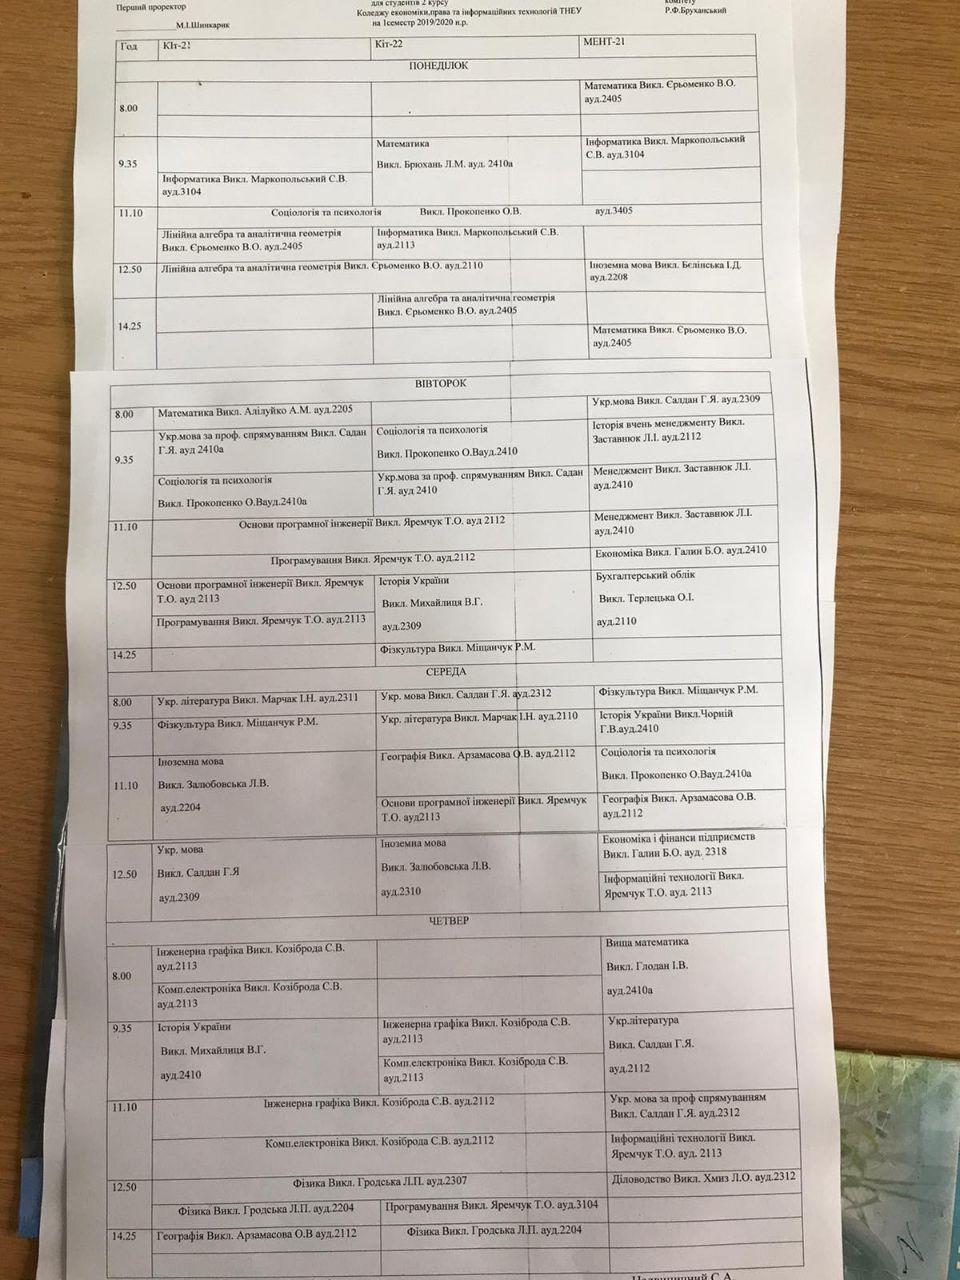 Перший проректор
для студентів 2 курсу
комітету
Коледжу економіки,права та інформаційних технологій ТНЕУ
Р.Ф.Бруханський
М.І.Шинкарик
на 1семестр 2019/2020 н.р.
Год КІт-21 Кіт-22 МЕНТ-21
ПОНЕДІЛОК
8.00
Математика Викл. Єрьоменко В.О.
ауд.2405
9.35
Математика
Викл. Брюхань Л.М. ауд. 2410а
Інформатика Викл. Маркопольський
С.В. ауд.3104
Інформатика Викл. Маркопольський С.В.
ауд.3104
11.10 Соціологія та психологія Викл. Прокопенко О.В. ауд.3405
Лінійна алгебра та аналітична геометрія
Викл. Єрьоменко В.О. ауд.2405
Інформатика Викл. Маркопольський С.В.
ауд.2113
12.50 Лінійна алгебра та аналітична геометрія Викл. Єрьоменко В.О. ауд.2110
Іноземна мова Викл. Бєлінська І.Д.
ауд.2208
14.25
Лінійна алгебра та аналітична геометрія
Викл. Єрьоменко В.О. ауд.2405
Математика Викл. Єрьоменко В.О.
ауд.2405
ВІВТОРОК
8.00 Математика Викл. Алілуйко А.М. ауд.2205 Укр.мова Викл. Салдан Г.Я. ауд.2309
9.35
Укр.мова за проф. спрямуванням Викл. Садан
Г.Я. ауд 2410а
Соціологія та психологія
Викл. Прокопенко О.Вауд.2410
Історія вчень менеджменту Викл.
Заставнюк Л.І. ауд.2112
Соціологія та психологія
Викл. Прокопенко О.Вауд.2410а
Укр.мова за проф. спрямуванням Викл. Садан
Г.Я. ауд 2410
Менеджмент Викл. Заставнюк Л.І.
ауд.2410
11.10 Основи програмної інженерії Викл. Яремчук Т.О. ауд 2112
Менеджмент Викл. Заставнюк Л.І.
ауд.2410
Програмування Викл. Яремчук Т.О. ауд.2112 Економіка Викл. Галин Б.О. ауд.2410
12.50
Основи програмної інженерії Викл. Яремчук
Т.О. ауд 2113
Програмування Викл. Яремчук Т.О. ауд.2113
Історія України
Викл. Михайлиця В.Г.
ауд.2309
Бухгалтерський облік
Викл. Терлецька О.І.
ауд.2110
14.25 Фізкультура Викл. Міщанчук Р.М.
СЕРЕДА
8.00 Укр. література Викл. Марчак І.Н. ауд.2311 Укр. мова Викл. Салдан Г.Я. ауд.2312 Фізкультура Викл. Міщанчук Р.М.
9.35 Фізкультура Викл. Міщанчук Р.М. Укр. література Викл. Марчак І.Н. ауд.2110
Історія України Викл.Чорній
Г.В.ауд.2410
11.10
Іноземна мова
Викл. Залюбовська Л.В.
ауд.2204
Географія Викл. Арзамасова О.В. ауд.2112
Соціологія та психологія
Викл. Прокопенко О.Вауд.2410а
Основи програмної інженерії Викл. Яремчук
Т.О. ауд2113
Географія Викл. Арзамасова О.В.
ауд.2112
12.50
Укр. мова
Викл. Салдан Г.Я
ауд.2309
Іноземна мова
Викл. Залюбовська Л.В.
ауд.2310
Економіка і фінанси підприємств
Викл. Галин Б.О. ауд. 2318
Інформаційні технології Викл.
Яремчук Т.О. ауд. 2113
ЧЕТВЕР
8.00
Інженерна графіка Викл. Козіброда С.В.
ауд.2113
Комп.електроніка Викл. Козіброда С.В.
ауд.2113
Вища математика
Викл. Глодан І.В.
ауд.2410а
9.35
Історія України
Викл. Михайлиця В.Г.
ауд.2410
Інженерна графіка Викл. Козіброда С.В.
ауд.2113
Комп.електроніка Викл. Козіброда С.В.
ауд.2113
Укр.література
Викл. Салдан Г.Я.
ауд.2112
11.10 Інженерна графіка Викл. Козіброда С.В. ауд.2112
Укр. мова за проф спрямуванням
Викл. Салдан Г.Я. ауд.2312
Комп.електроніка Викл. Козіброда С.В. ауд.2112
Інформаційні технології Викл.
Яремчук Т.О. ауд. 2113
12.50 Фізика Викл. Гродська Л.П. ауд.2307 Діловодство Викл. Хмиз Л.О. ауд.2312
Фізика Викл. Гродська Л.П. ауд.2204 Програмування Викл. Яремчук Т.О. ауд.3104
14.25 Географія Викл. Арзамасова О.В ауд.2112 Фізика Викл. Гродська Л.П. ауд.2204